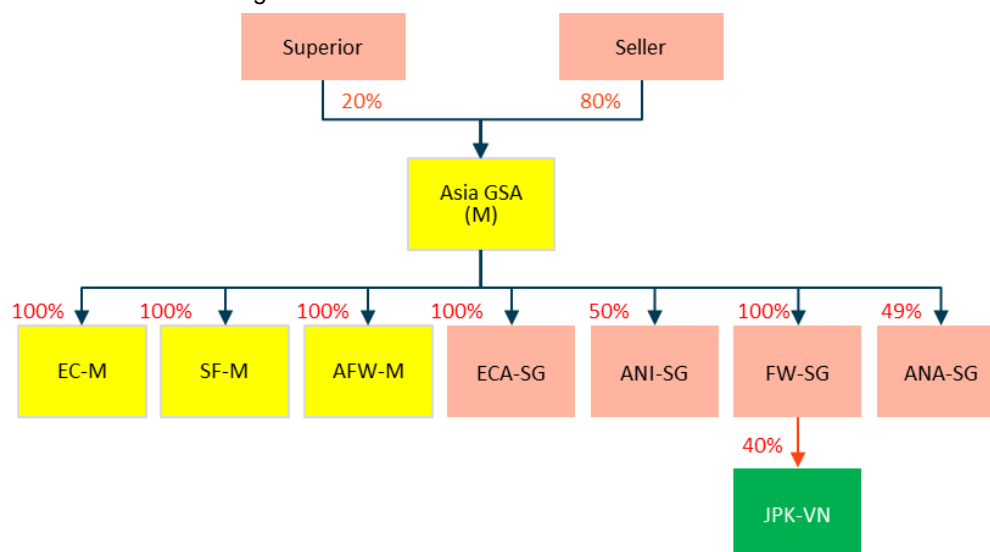 Superior
Seller
20%
80%
Asia GSA
(M)
100%
100%
100%
100%
50%
100%
49%
EC-M
SF-M
AFW-M
ECA-SG
ANI-SG
FW-SG
ANA-SG
40%
JPK-VN